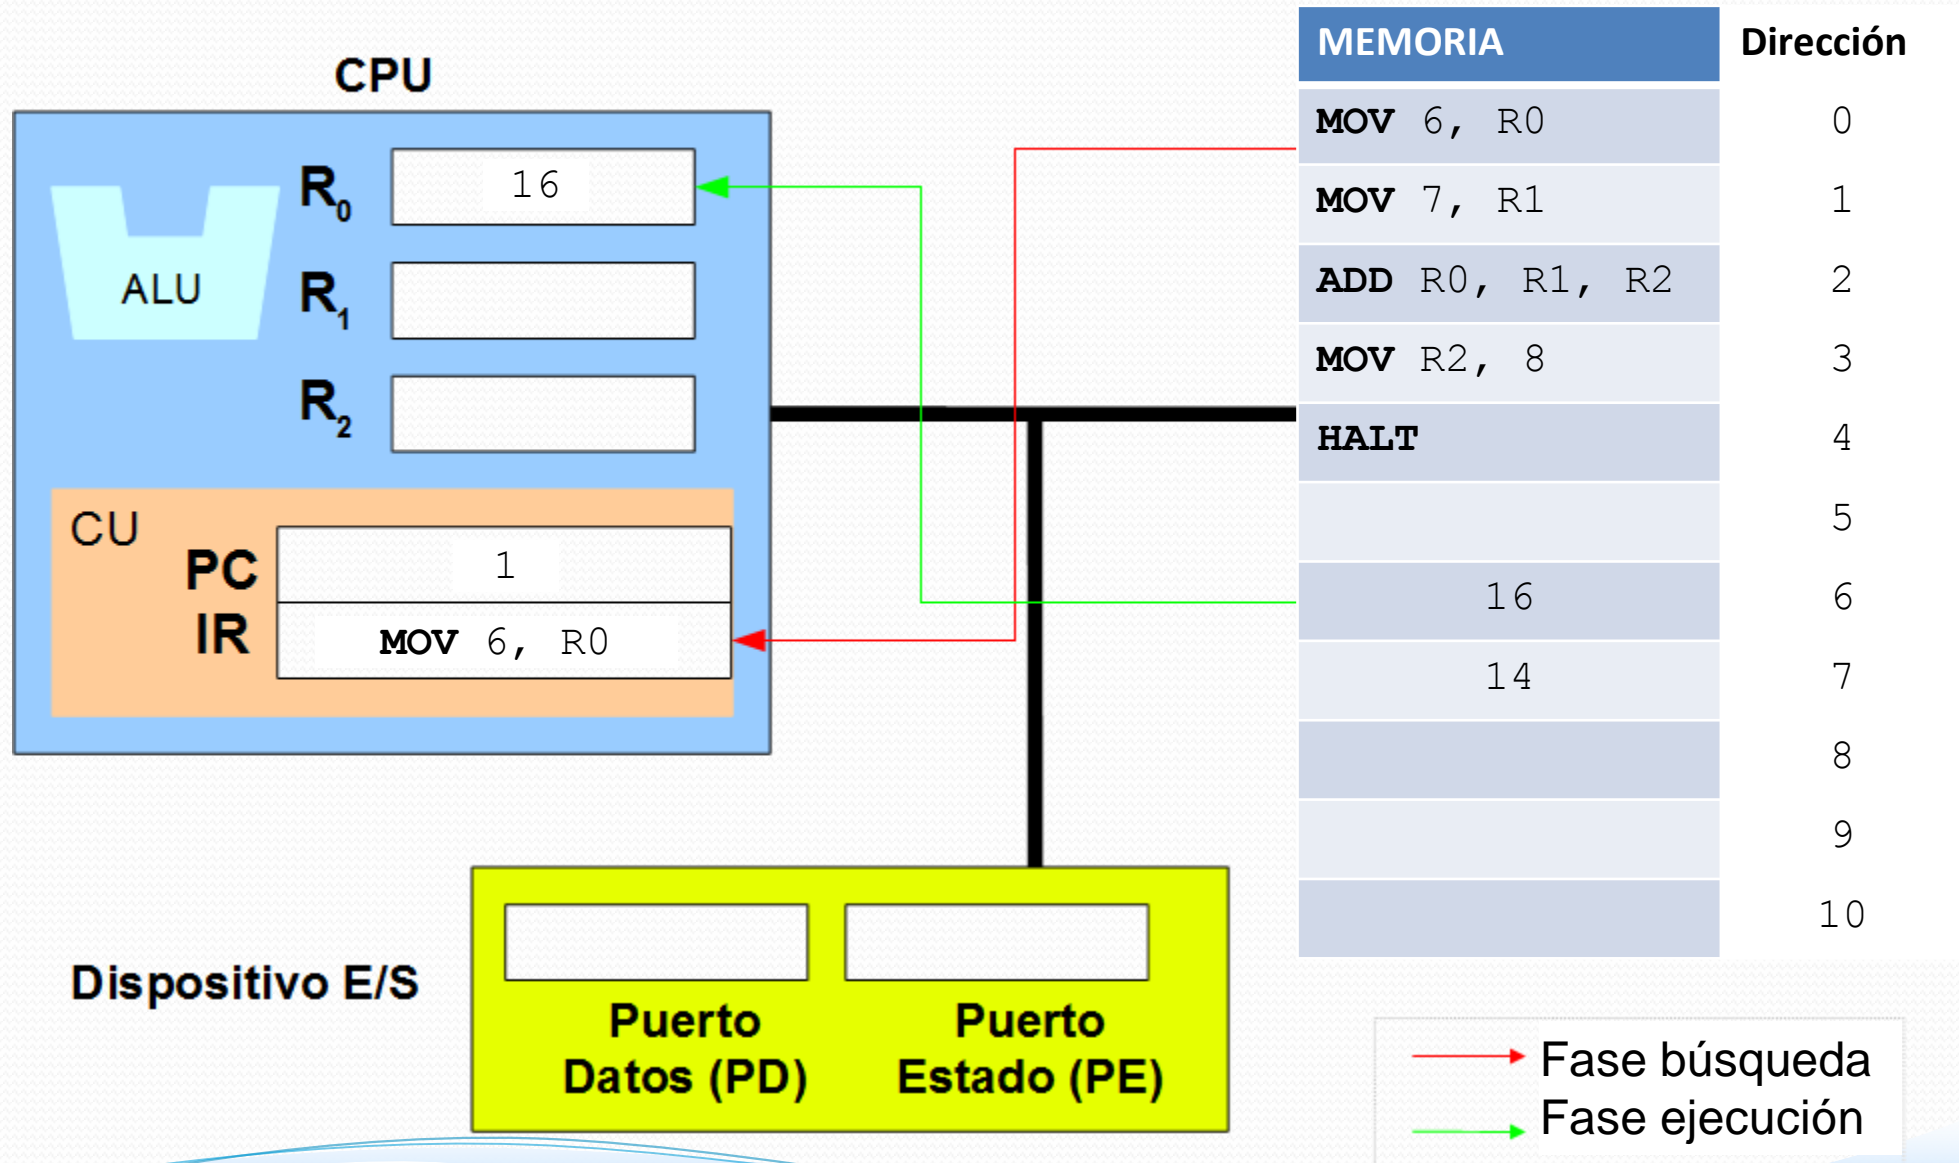 CPU
R0
16
ALU
R1
R2
CU
PC
1
IR
MOV 6, R0
MEMORIA Dirección
MOV 6, R0 0
MOV 7, R1 1
ADD R0, R1, R2 2
MOV R2, 8 3
HALT 4
5
16 6
14 7
8
9
10
Dispositivo E/S
Puerto
Datos (PD)
Puerto
Estado (PE)
Fase búsqueda
Fase ejecución